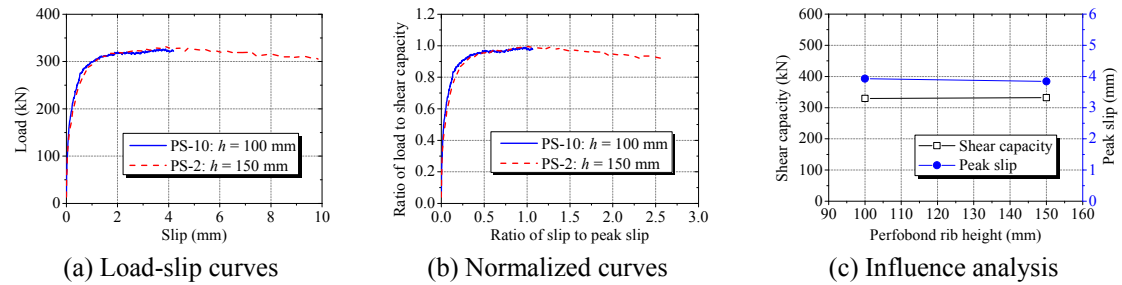 400
300
200
100
0
Load (kN)
0 2 4 6 8 10
Slip (mm)
PS-10: h = 100 mm
PS-2: h = 150 mm
(a) Load-slip curves
1.2
1.0
0.8
0.6
0.4
0.2
0.0
Ratio of load to shear capacity
0.0 0.5 1.0 1.5 2.0 2.5 3.0
Ratio of slip to peak slip
PS-10: h = 100 mm
PS-2: h = 150 mm
(b) Normalized curves
600
500
400
300
200
100
0
Shear capacity (kN)
90 100 110 120 130 140 150 160
Perfobond rib height (mm)
6
5
4
3
2
1
0
Peak slip (mm)
Shear capacity
Peak slip
(c) Influence analysis